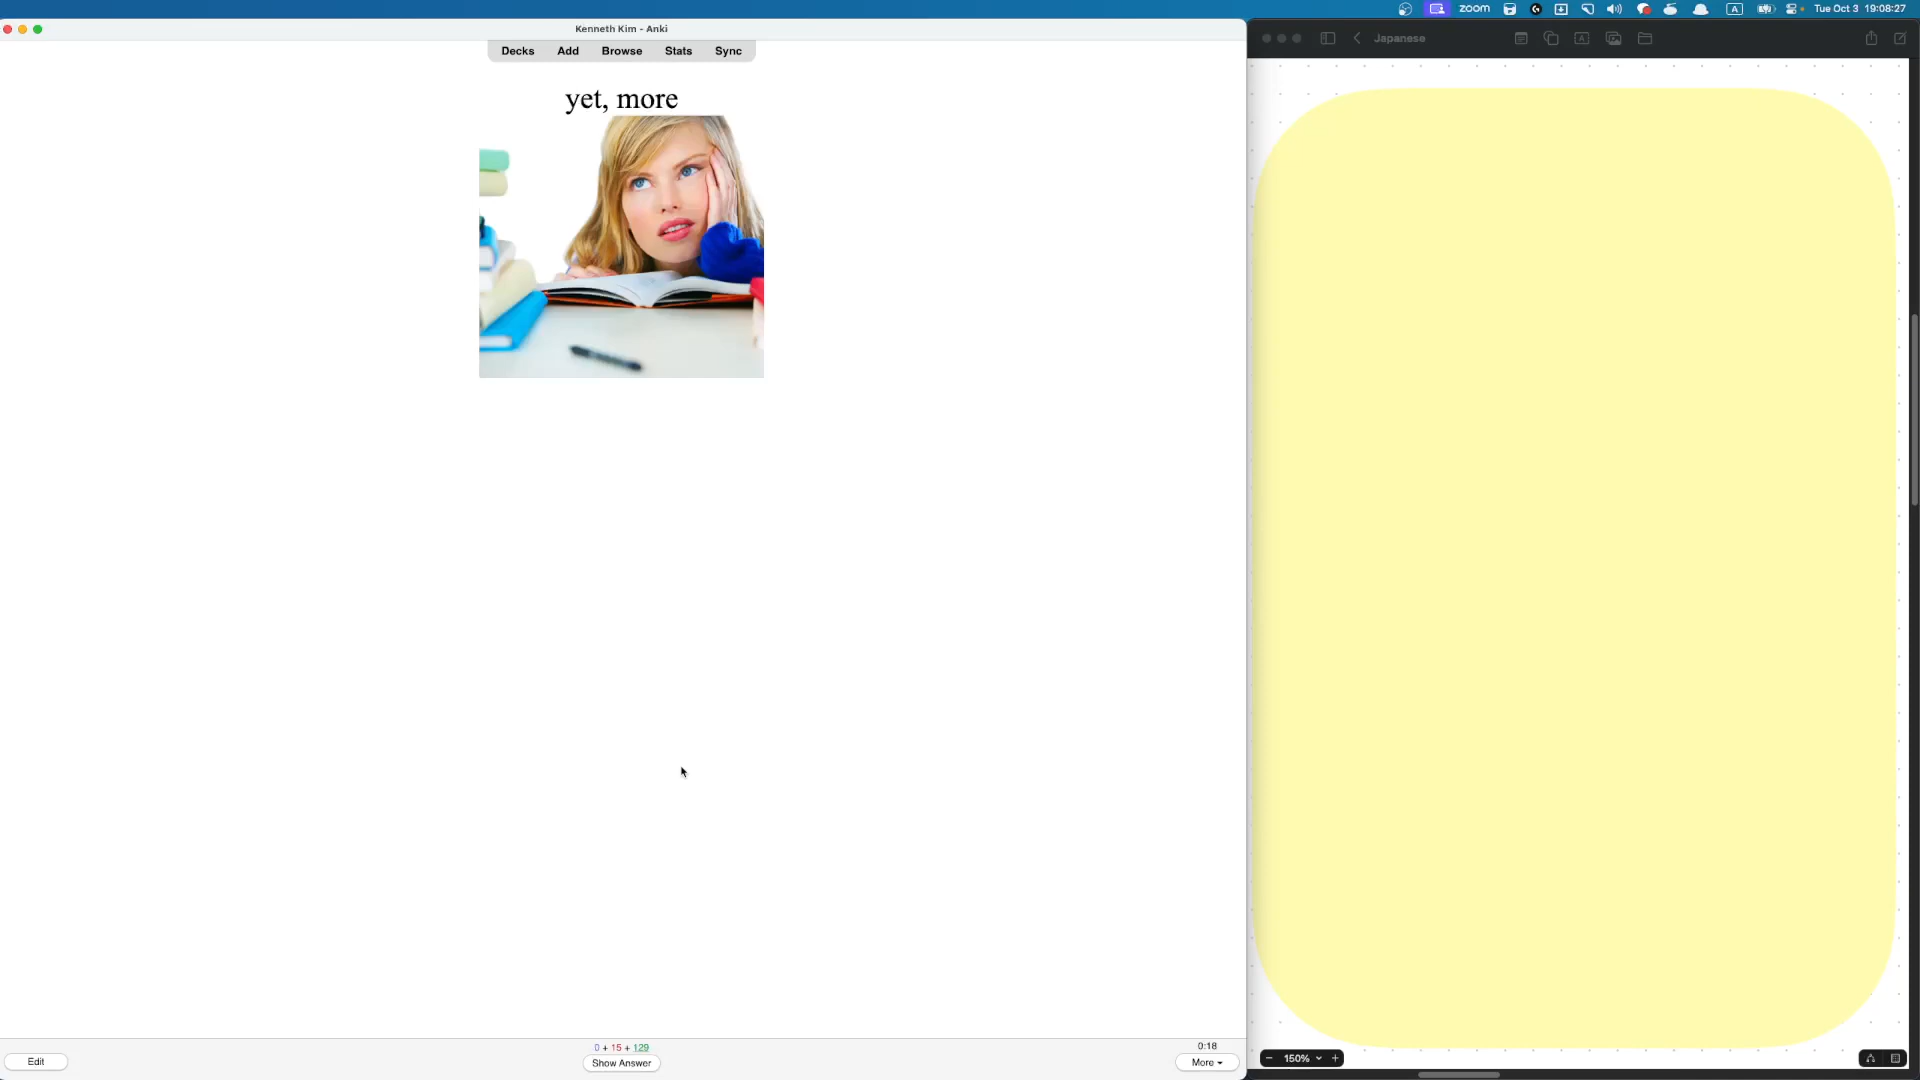 zoom
Tue Oct 3 19:08:27
Kenneth Kim - Anki
Decks Add Browse Stats Sync
Japanese
yet, more
0 + 15 + 129
0:18
Edit
Show Answer
More
150%